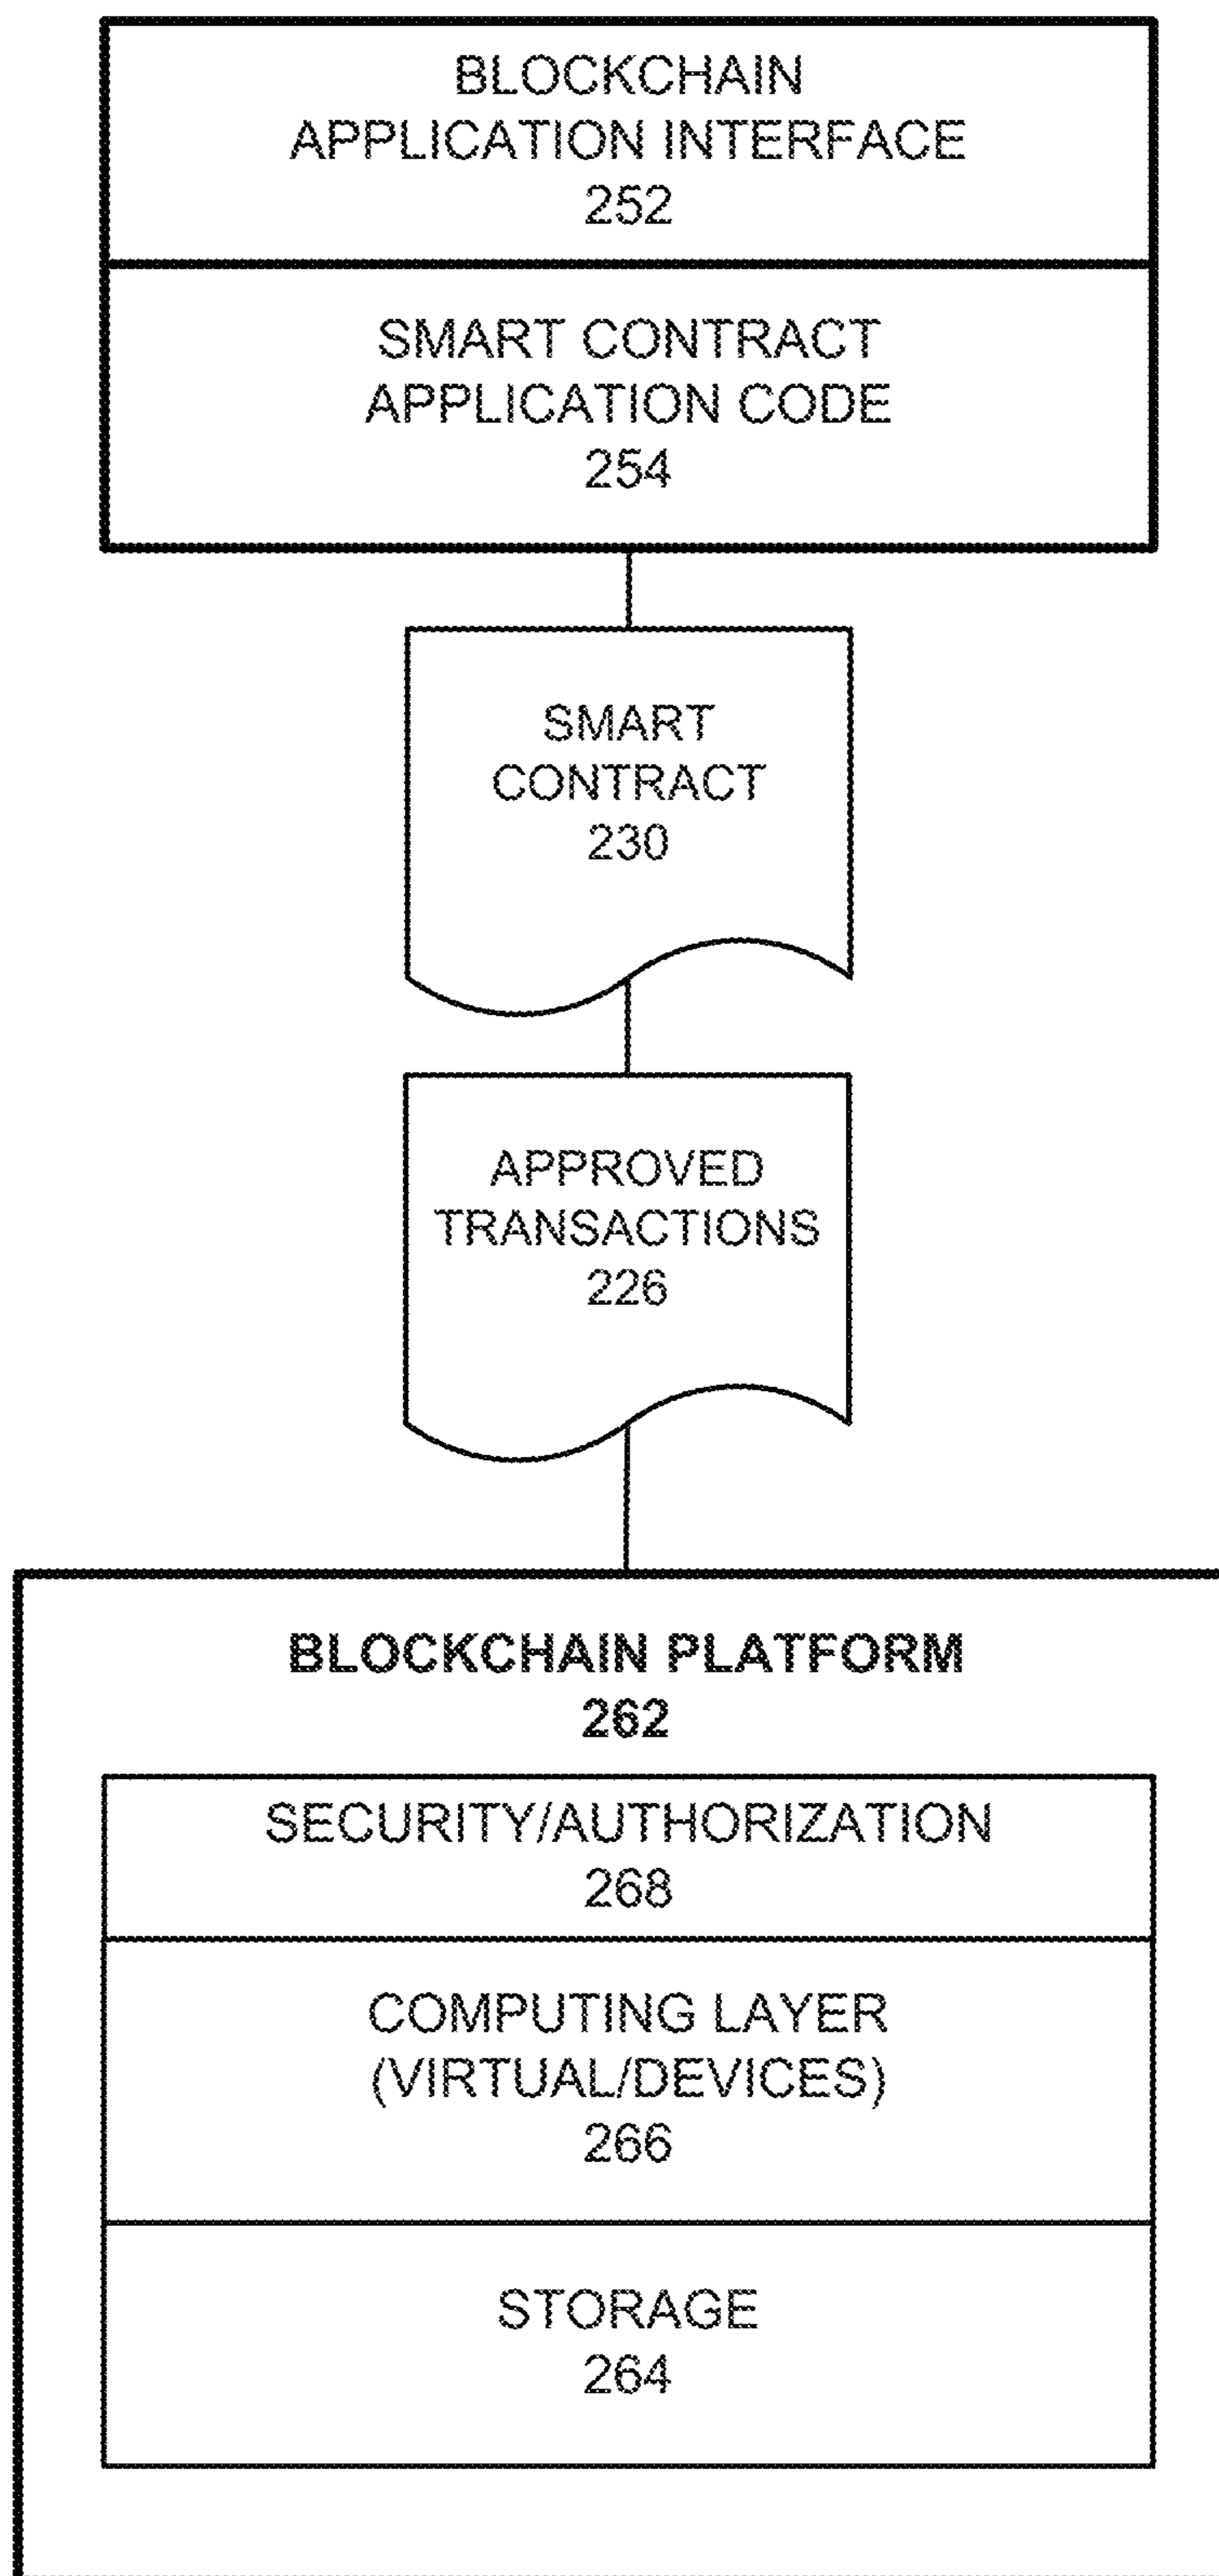 BLOCKCHAIN
APPLICATION INTERFACE
252
SMART CONTRACT
APPLICATION CODE
254
SMART
CONTRACT
230
APPROVED
TRANSACTIONS
226
BLOCKCHAIN PLATFORM
262
SECURITY/AUTHORIZATION
268
COMPUTING LAYER
(VIRTUAL/DEVICES)
266
STORAGE
264